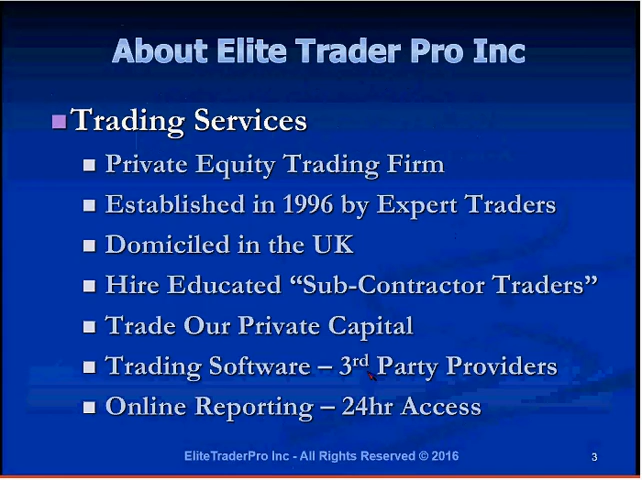 About Elite Trader Pro Inc
Trading Services
Private Equity Trading Firm
Established in 1996 by Expert Traders
Domiciled in the UK
Hire Educated “Sub-Contractor Traders”
Trade Our Private Capital
Trading Software – 3rd Party Providers
Online Reporting – 24hr Access
EliteTraderPro Inc - All Rights Reserved © 2016
3